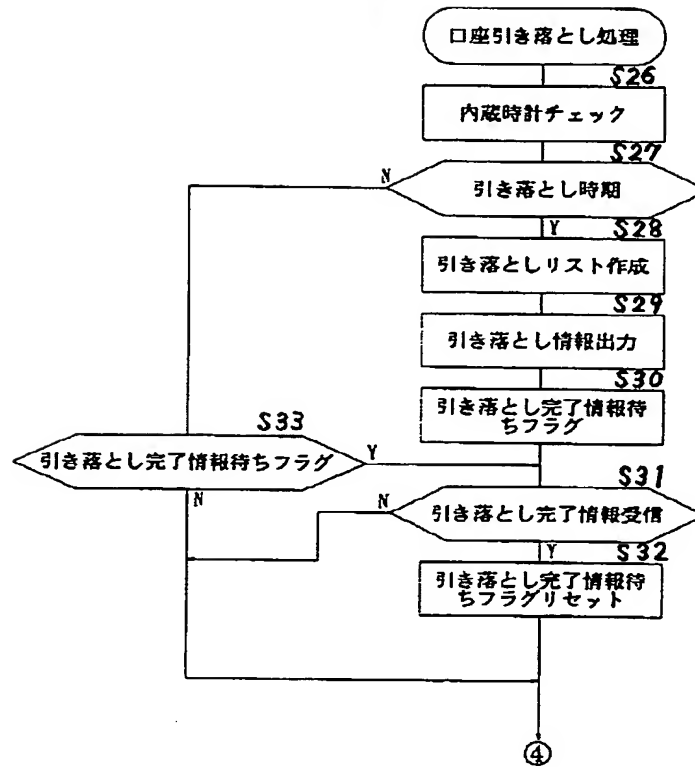 口座引き落とし処理
S26
内蔵時計チェック
S27
N
引き落とし時期
Y
S28
引き落としリスト作成
S29
引き落とし情報出力
S30
引き落とし完了情報待
ちフラグ
S33
引き落とし完了情報待ちフラグ
Y
N
S31
N
引き落とし完了情報受信
Y
S32
引き落とし完了情報待
ちフラグリセット
④